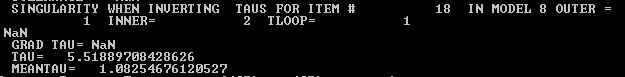 SINGULARITY WHEN INVERTING TAUS FOR ITEM # 18 IN MODEL 8 OUTER =
1 INNER= 2 TLOOP= 1
NaN
GRAD TAU= NaN
TAU= 5.51889708428626
MEANTAU= 1.08254676120527